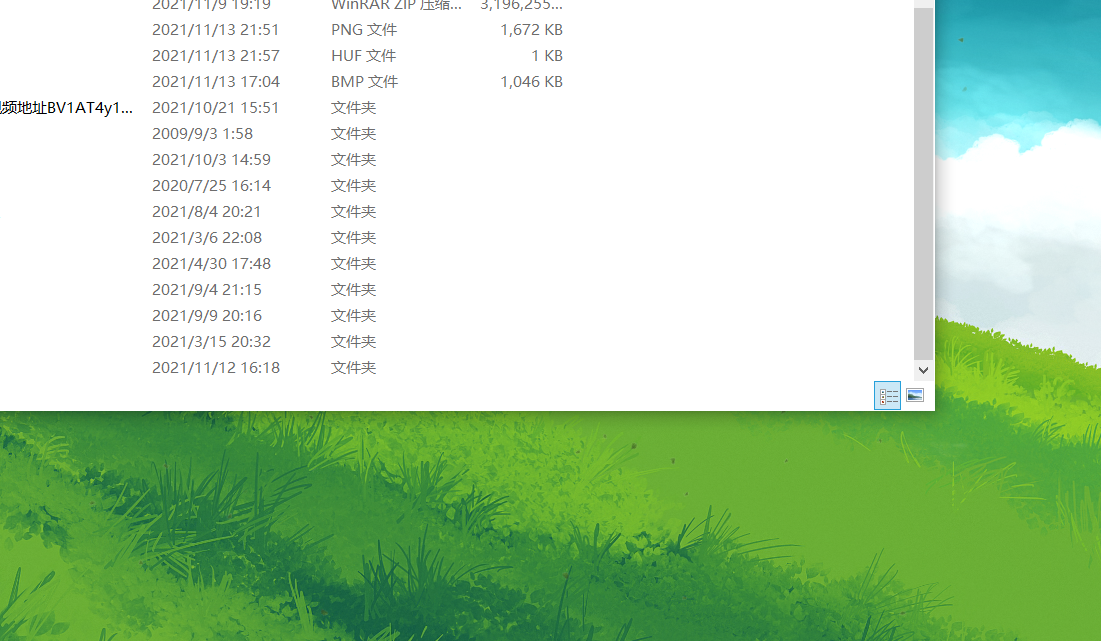 2021/11/9 19:19 WinRAR ZIP 压缩... 3,196,255...
2021/11/13 21:51 PNG 文件 1,672 KB
2021/11/13 21:57 HUF 文件 1 KB
2021/11/13 17:04 BMP 文件 1,046 KB
频地址BV1AT4y1... 2021/10/21 15:51 文件夹
2009/9/3 1:58 文件夹
2021/10/3 14:59 文件夹
2020/7/25 16:14 文件夹
2021/8/4 20:21 文件夹
2021/3/6 22:08 文件夹
2021/4/30 17:48 文件夹
2021/9/4 21:15 文件夹
2021/9/9 20:16 文件夹
2021/3/15 20:32 文件夹
2021/11/12 16:18 文件夹